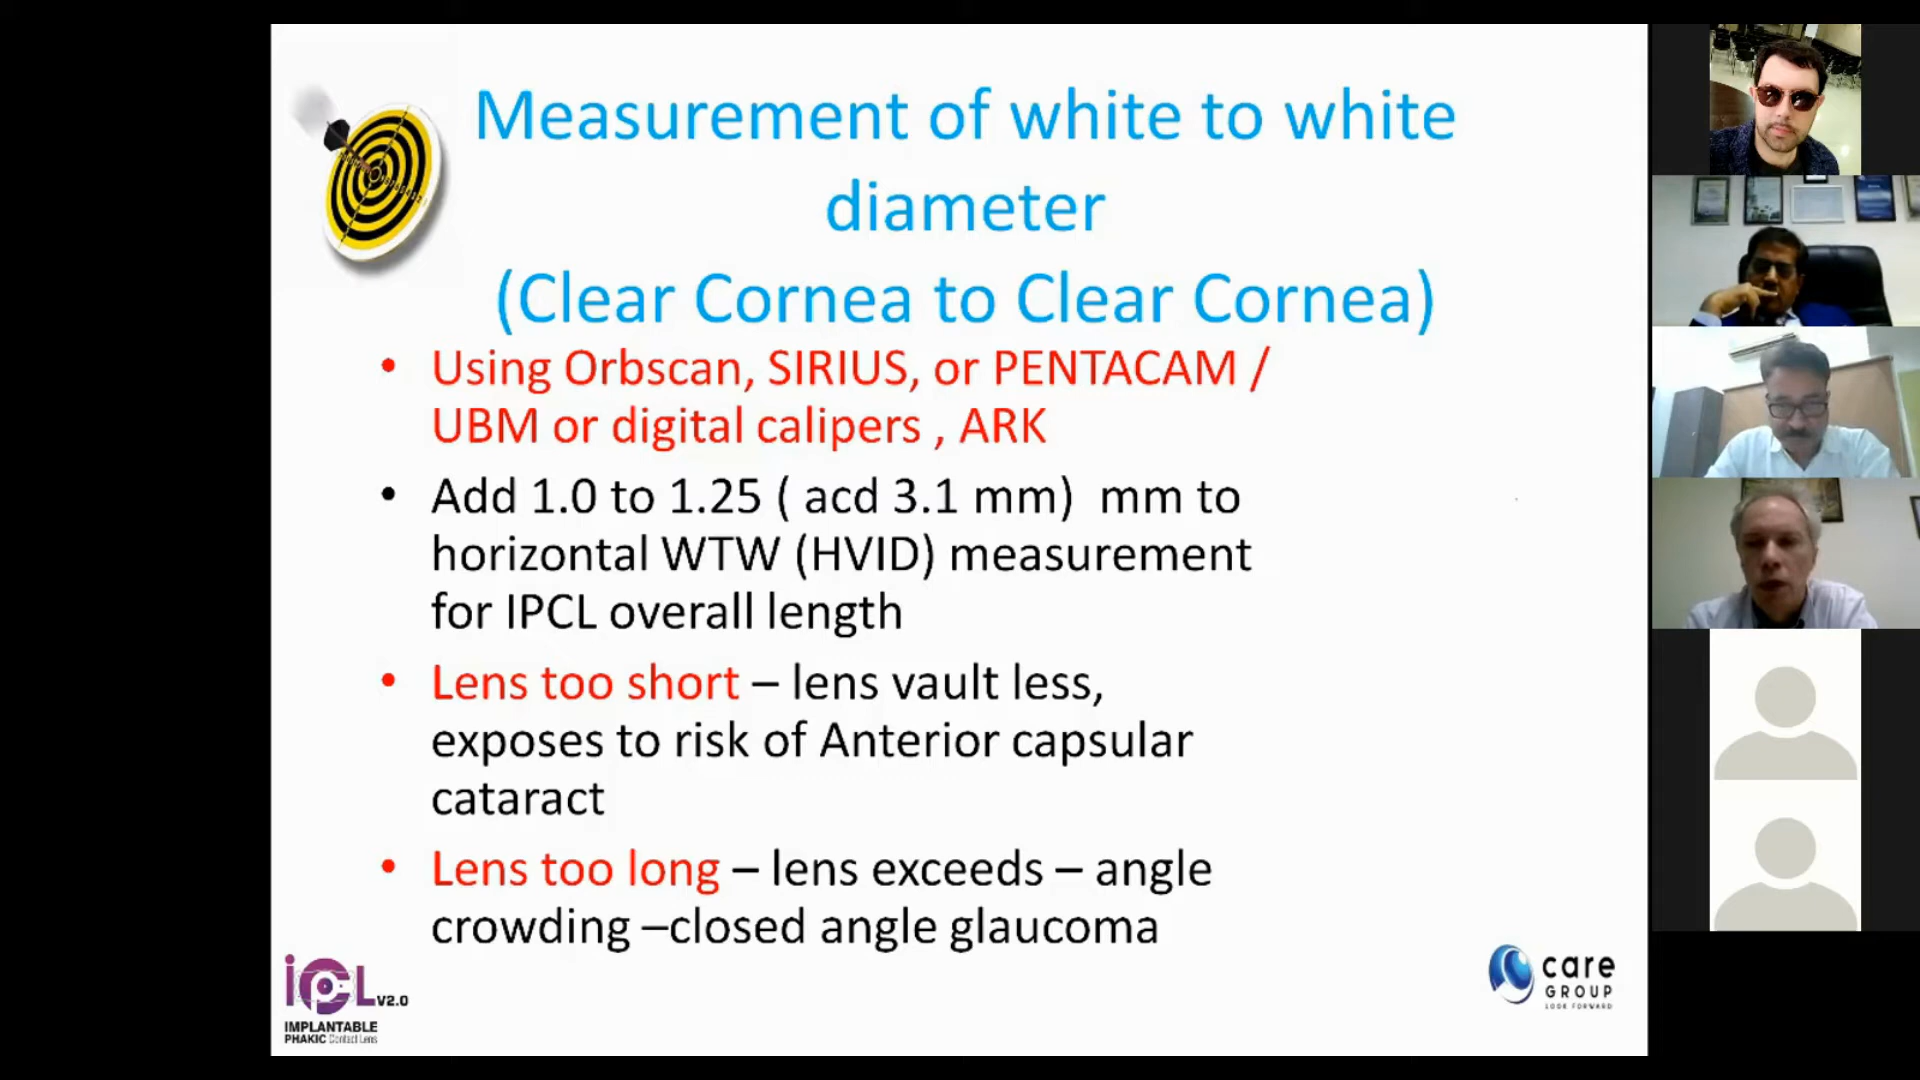 Measurement of white to white
diameter
(Clear Cornea to Clear Cornea)
• Using Orbscan, SIRIUS, or PENTACAM /
UBM or digital calipers , ARK
• Add 1.0 to 1.25 ( acd 3.1 mm)  mm to
horizontal WTW (HVID) measurement
for IPCL overall length
• Lens too short – lens vault less,
exposes to risk of Anterior capsular
cataract
• Lens too long – lens exceeds – angle
crowding –closed angle glaucoma
ipcL V2.0
IMPLANTABLE
PHAKIC Contact Lens
care
GROUP
LOOK FORWARD